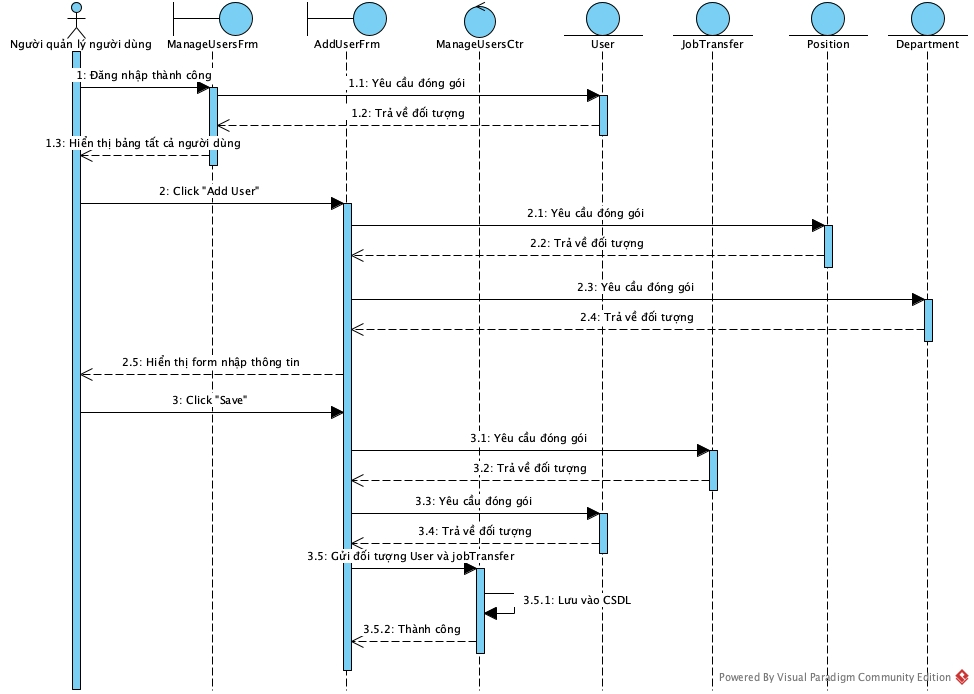 Người quản lý người dùng
ManageUsersFrm
AddUserFrm
ManageUsersCtr
User
JobTransfer
Position
Department
1: Đăng nhập thành công
1.1: Yêu cầu đóng gói
1.2: Trả về đối tượng
1.3: Hiển thị bảng tất cả người dùng
2: Click "Add User"
2.1: Yêu cầu đóng gói
2.2: Trả về đối tượng
2.3: Yêu cầu đóng gói
2.4: Trả về đối tượng
2.5: Hiển thị form nhập thông tin
3: Click "Save"
3.1: Yêu cầu đóng gói
3.2: Trả về đối tượng
3.3: Yêu cầu đóng gói
3.4: Trả về đối tượng
3.5: Gửi đối tượng User và jobTransfer
3.5.1: Lưu vào CSDL
3.5.2: Thành công
Powered By Visual Paradigm Community Edition